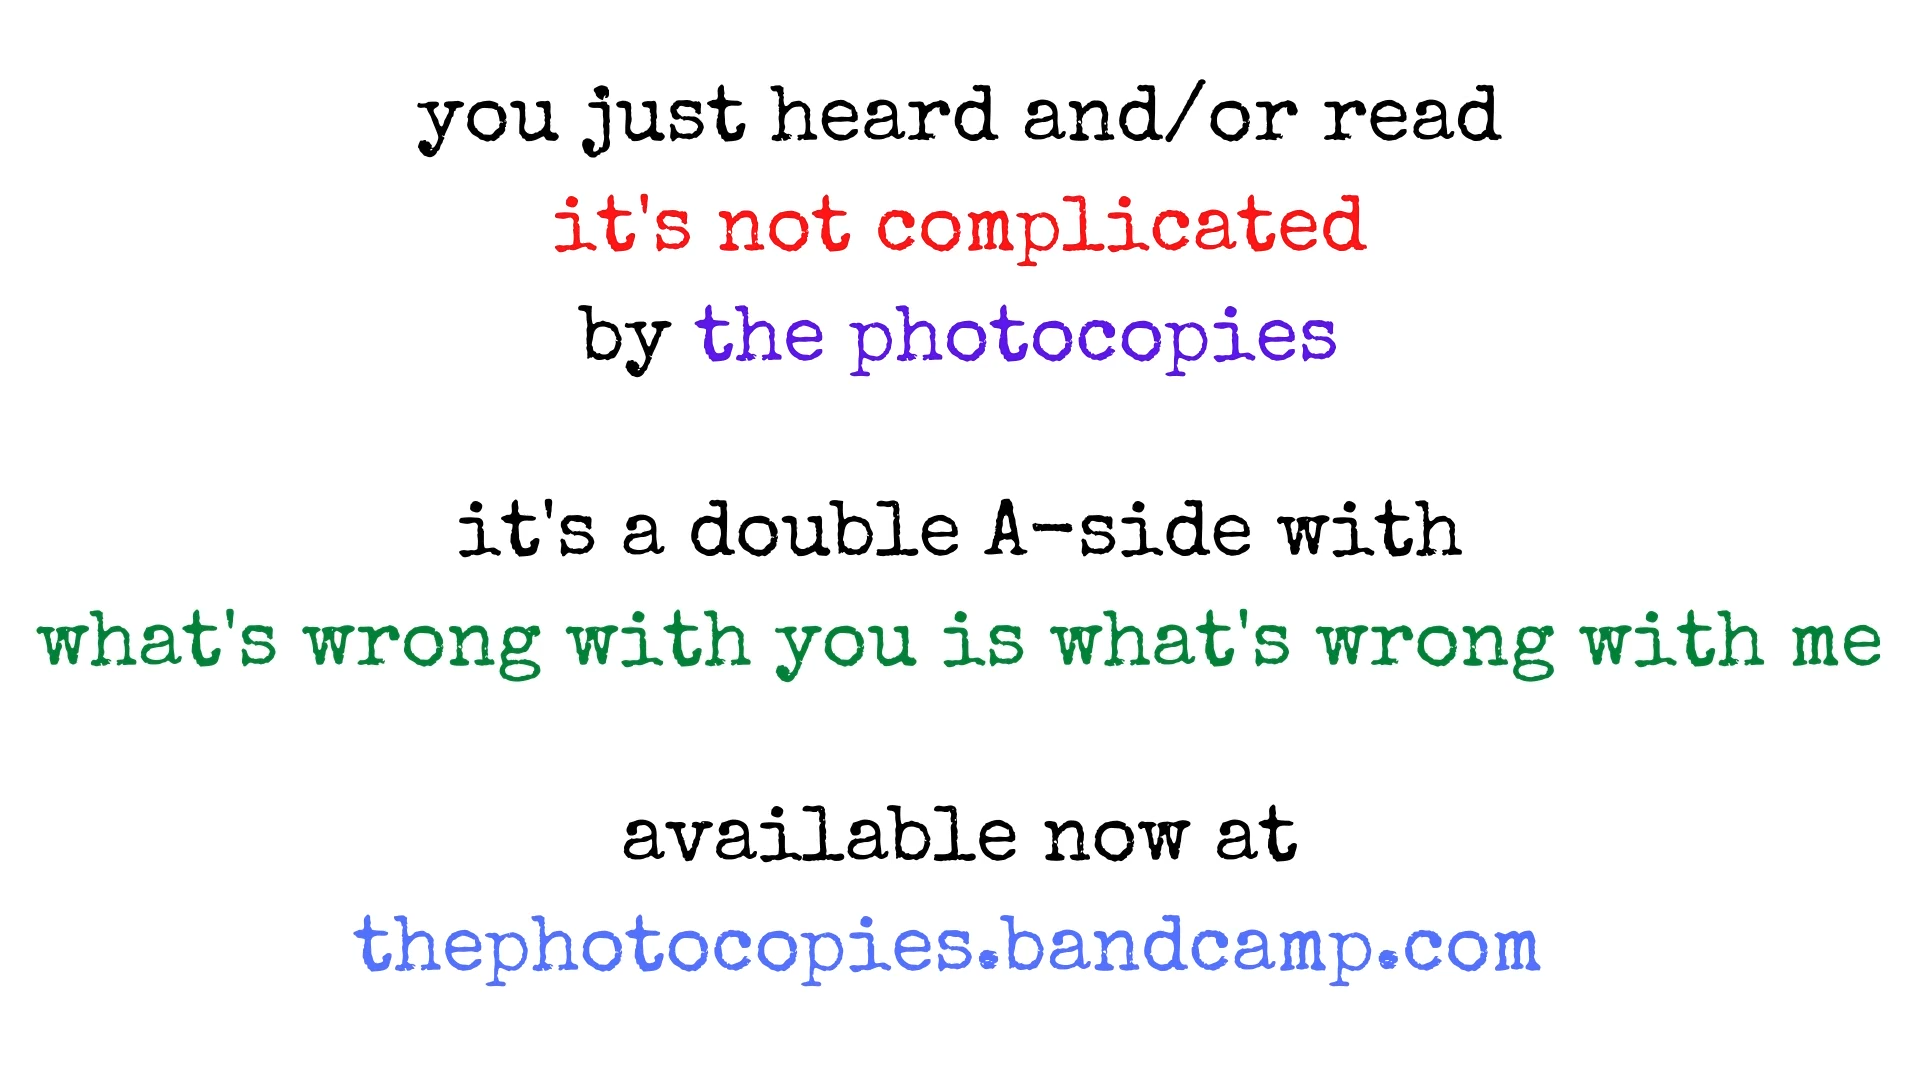 you just heard and/or read
it's not complicated
by the photocopies
it's a double A-side with
what's wrong with you is what's wrong with me
available now at
thephotocopies.bandcamp.com